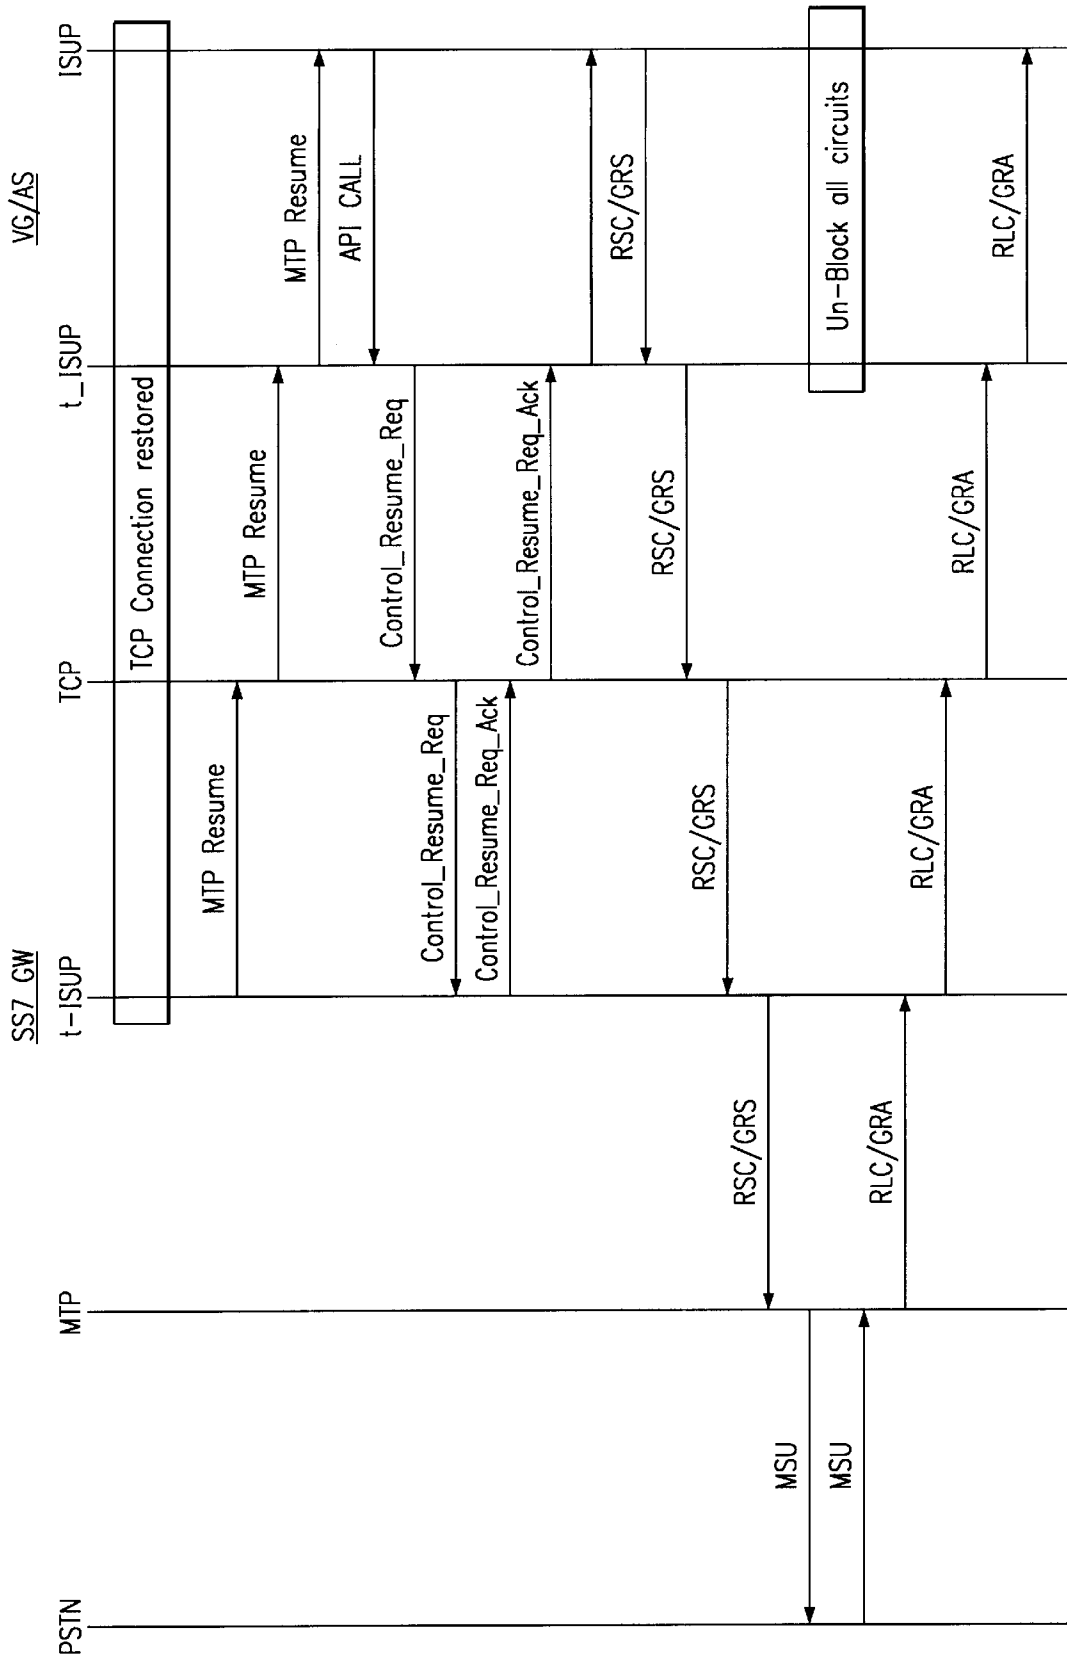 SS7 GW
VG/AS
PSTN
MTP
t-ISUP
TCP
t_ISUP
ISUP
TCP Connection restored
MTP Resume
MTP Resume
MTP Resume
API CALL
Control_Resume_Req
Control_Resume_Req
Control_Resume_Req_Ack
Control_Resume_Req_Ack
RSC/GRS
RSC/GRS
RSC/GRS
RSC/GRS
MSU
Un-Block all circuits
MSU
RLC/GRA
RLC/GRA
RLC/GRA
RLC/GRA